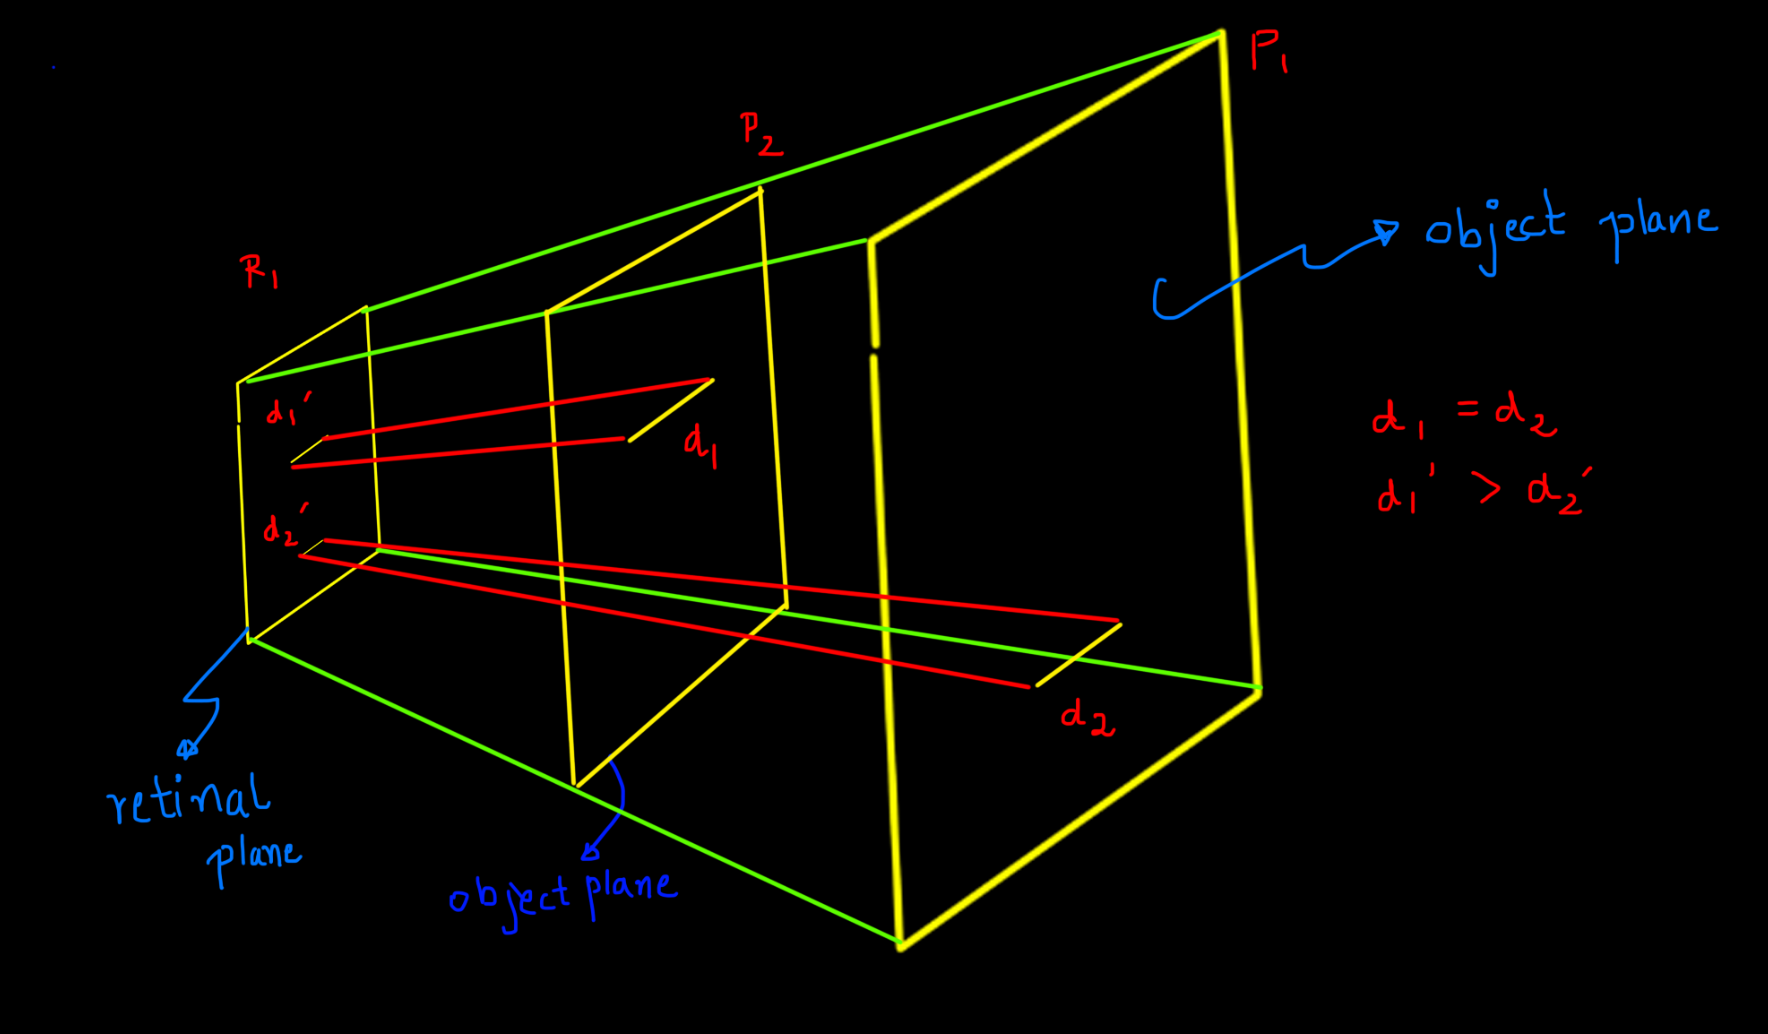 P₁
P₂
R₁
object plane
d₁'
d₁
d₁ = d₂
d₁' > d₂'
d₂'
d₂
retinal
plane
object plane